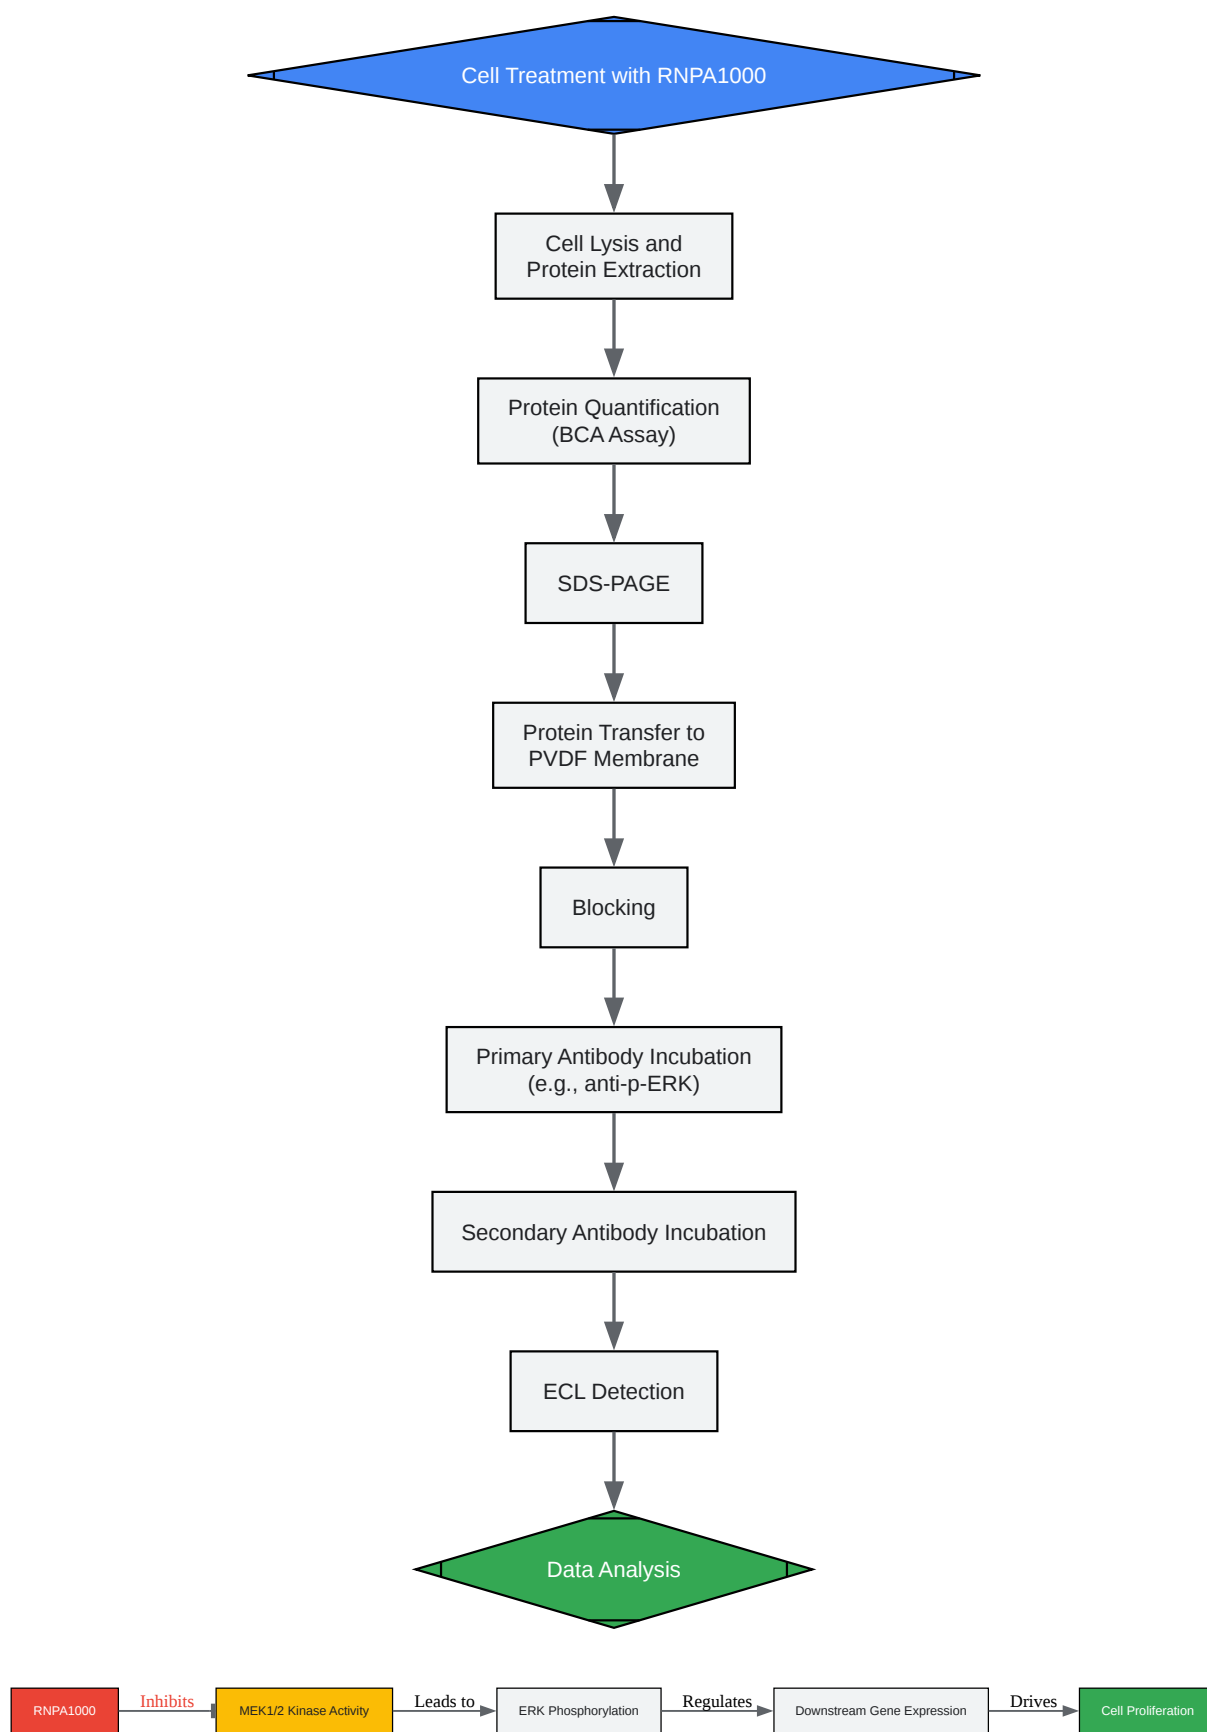 Cell Treatment with RNPA1000
Cell Lysis and
Protein Extraction
Protein Quantification
(BCA Assay)
SDS-PAGE
Protein Transfer to
PVDF Membrane
Blocking
Primary Antibody Incubation
(e.g., anti-p-ERK)
Secondary Antibody Incubation
ECL Detection
Data Analysis
RNPA1000 Inhibits MEK1/2 Kinase Activity Leads to ERK Phosphorylation Regulates Downstream Gene Expression Drives Cell Proliferation